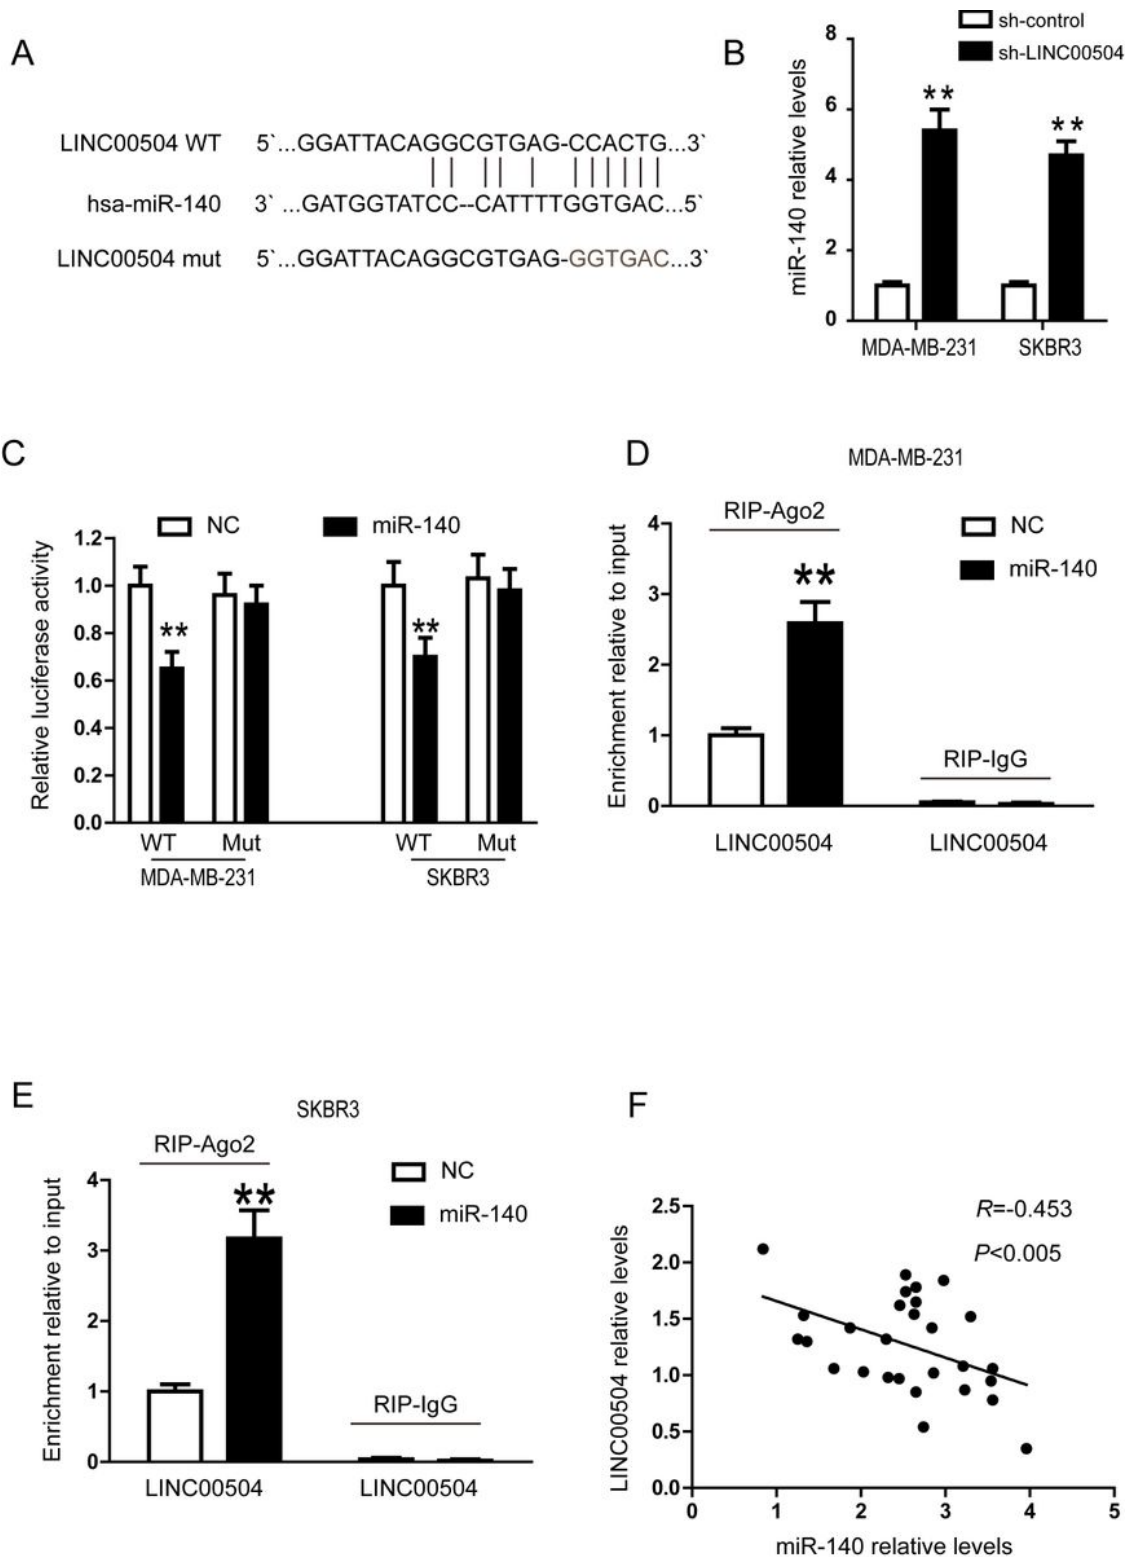 A
LINC00504 WT 5`...GGATTACAGGCGTGAG-CCACTG...3`
hsa-miR-140 3` ...GATGGTATCC--CATTTTGGTGAC...5`
LINC00504 mut 5`...GGATTACAGGCGTGAG-GGTGAC...3`
B
sh-control
sh-LINC00504
miR-140 relative levels
8
6
4
2
0
**
**
MDA-MB-231 SKBR3
C
NC miR-140
Relative luciferase activity
1.2
1.0
0.8
0.6
0.4
0.2
0.0
**
**
WT Mut WT Mut
MDA-MB-231 SKBR3
D
MDA-MB-231
RIP-Ago2
NC
miR-140
Enrichment relative to input
4
3
2
1
0
**
RIP-IgG
LINC00504 LINC00504
E
SKBR3
RIP-Ago2
NC
miR-140
Enrichment relative to input
4
3
2
1
0
**
RIP-IgG
LINC00504 LINC00504
F
R=-0.453
P<0.005
LINC00504 relative levels
2.5
2.0
1.5
1.0
0.5
0.0
0 1 2 3 4 5
miR-140 relative levels